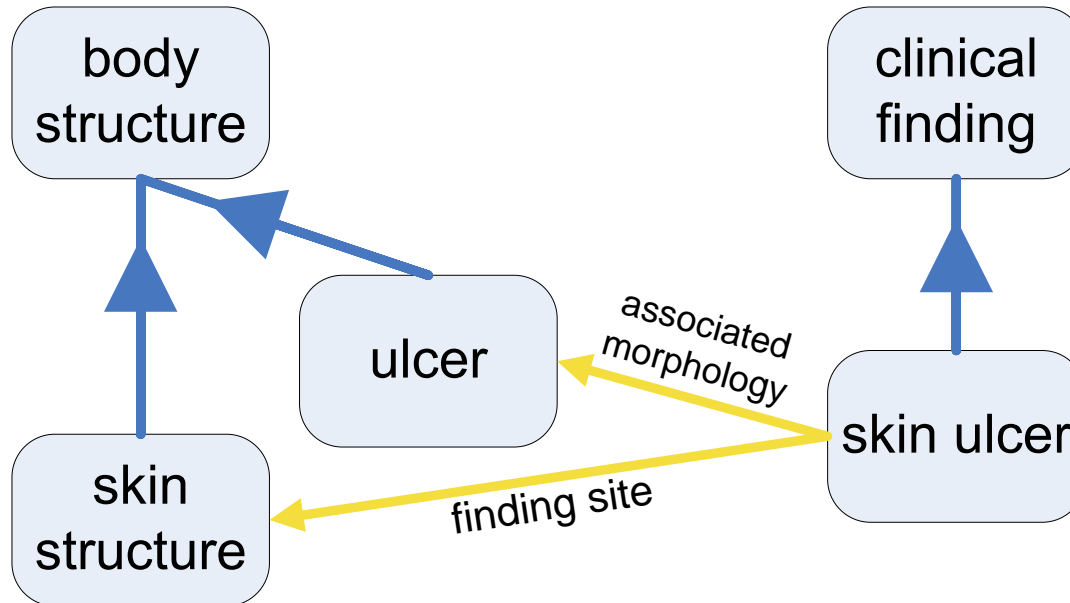 body
structure
clinical
finding
ulcer
associated
morphology
skin ulcer
skin
structure
finding site